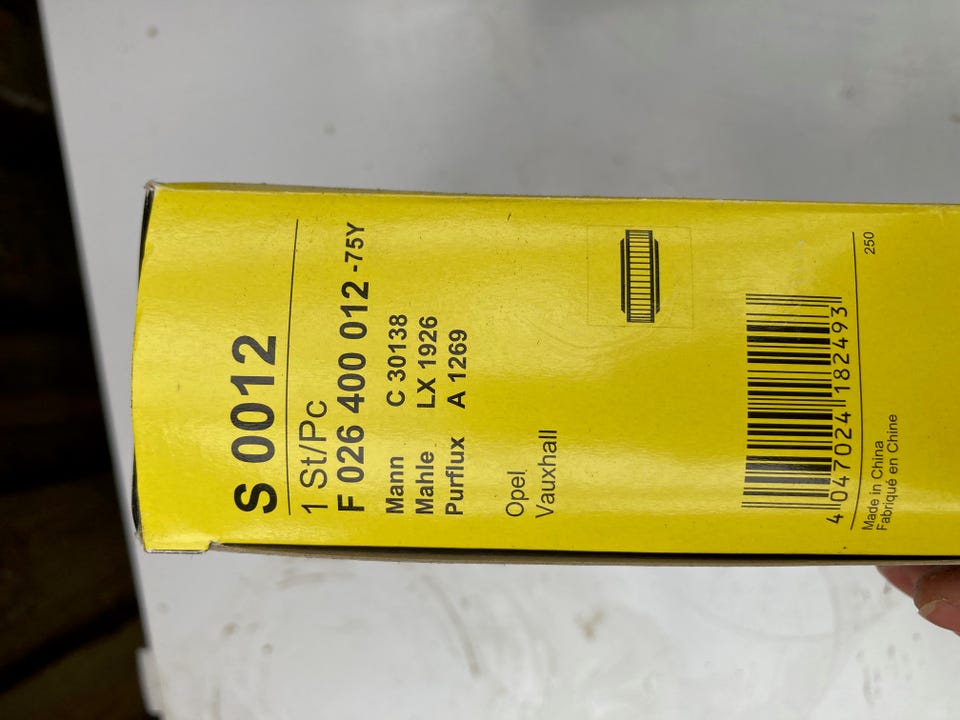 S 0012
1 St/Pc
F 026 400 012 -75Y
Mann C 30138
Mahle LX 1926
Purflux A 1269
Opel
Vauxhall
4 047024 182493
Made in China
Fabriqué en Chine
250